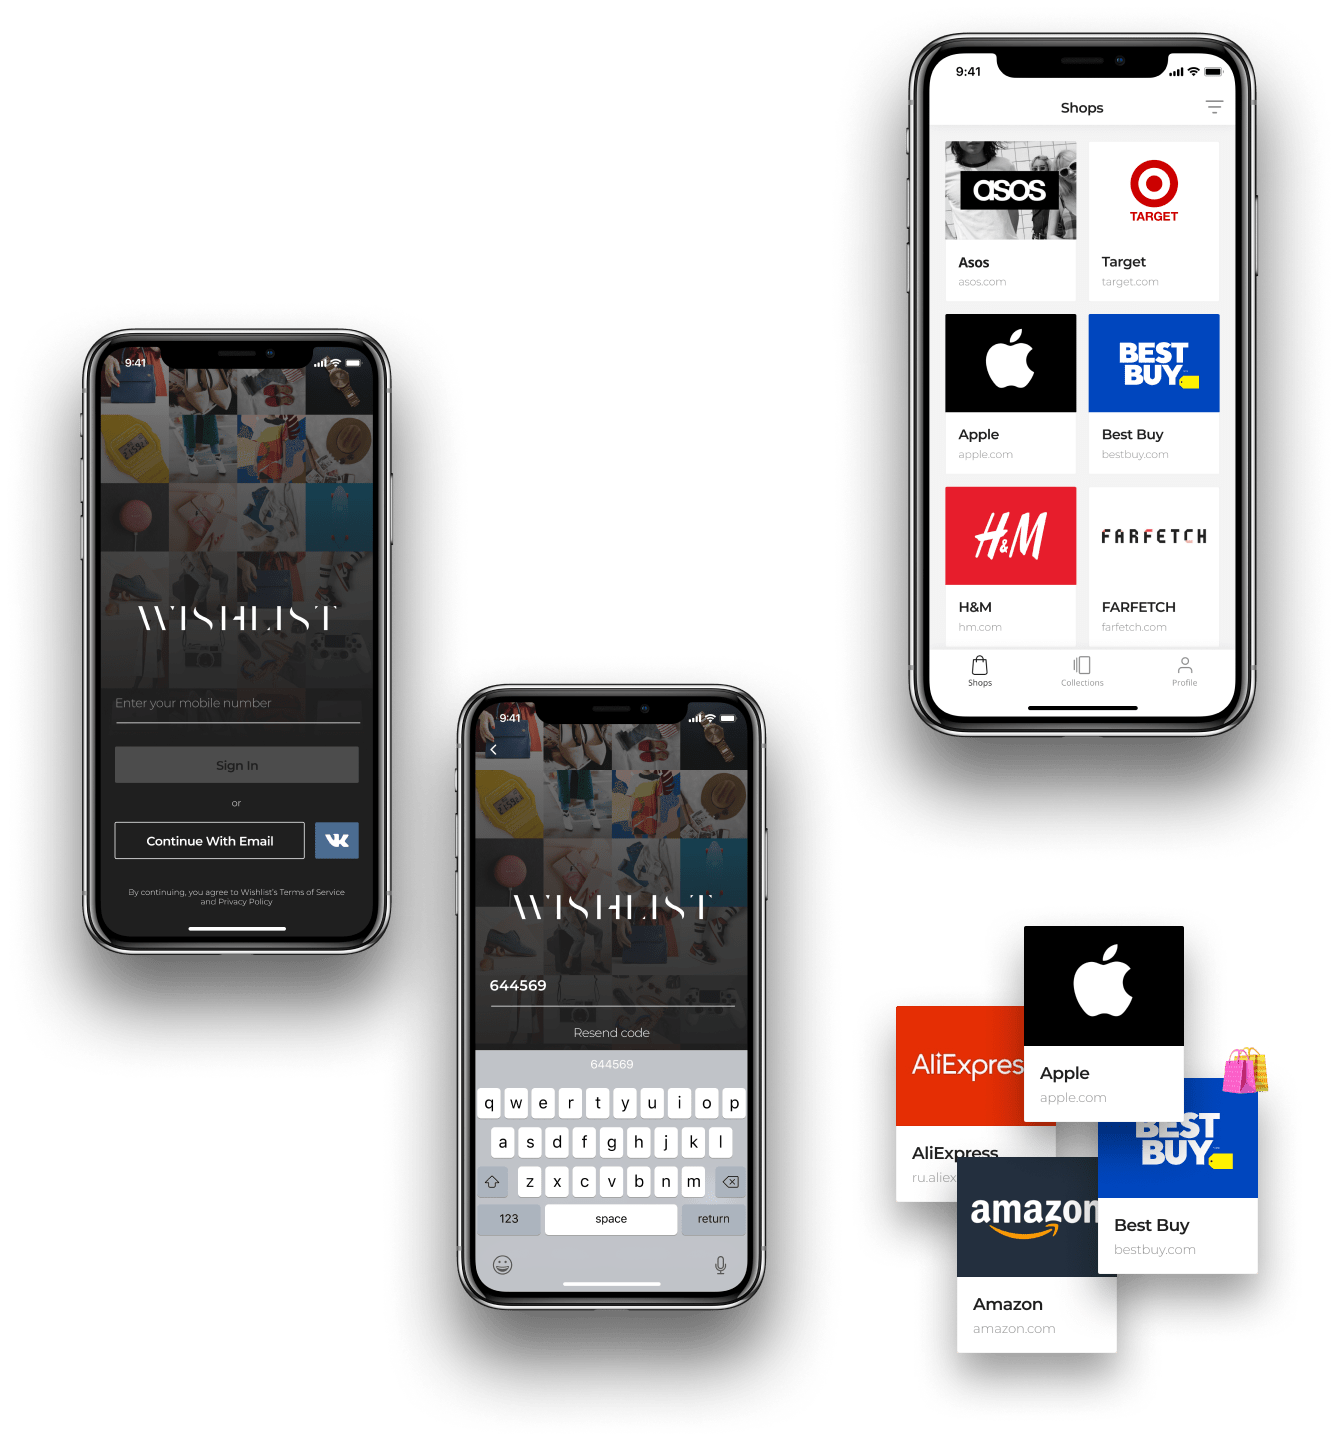 9:41
Shops
asos
TARGET
Asos
asos.com
Target
target.com
BEST
BUY
Apple
apple.com
Best Buy
bestbuy.com
H&M
FARFETCH
H&M
hm.com
FARFETCH
farfetch.com
Shops
Collections
Profile
9:41
WISHLIST
Enter your mobile number
Sign In
or
Continue With Email
VK
By continuing, you agree to Wishlist's Terms of Service
and Privacy Policy
9:41
WISHLIST
644569
Resend code
644569
q w e r t y u i o p
a s d f g h j k l
z x c v b n m
123 space return
Apple
apple.com
AliExpres
AliExpress
ru.aliex
BEST
BUY
Best Buy
bestbuy.com
amazon
Amazon
amazon.com